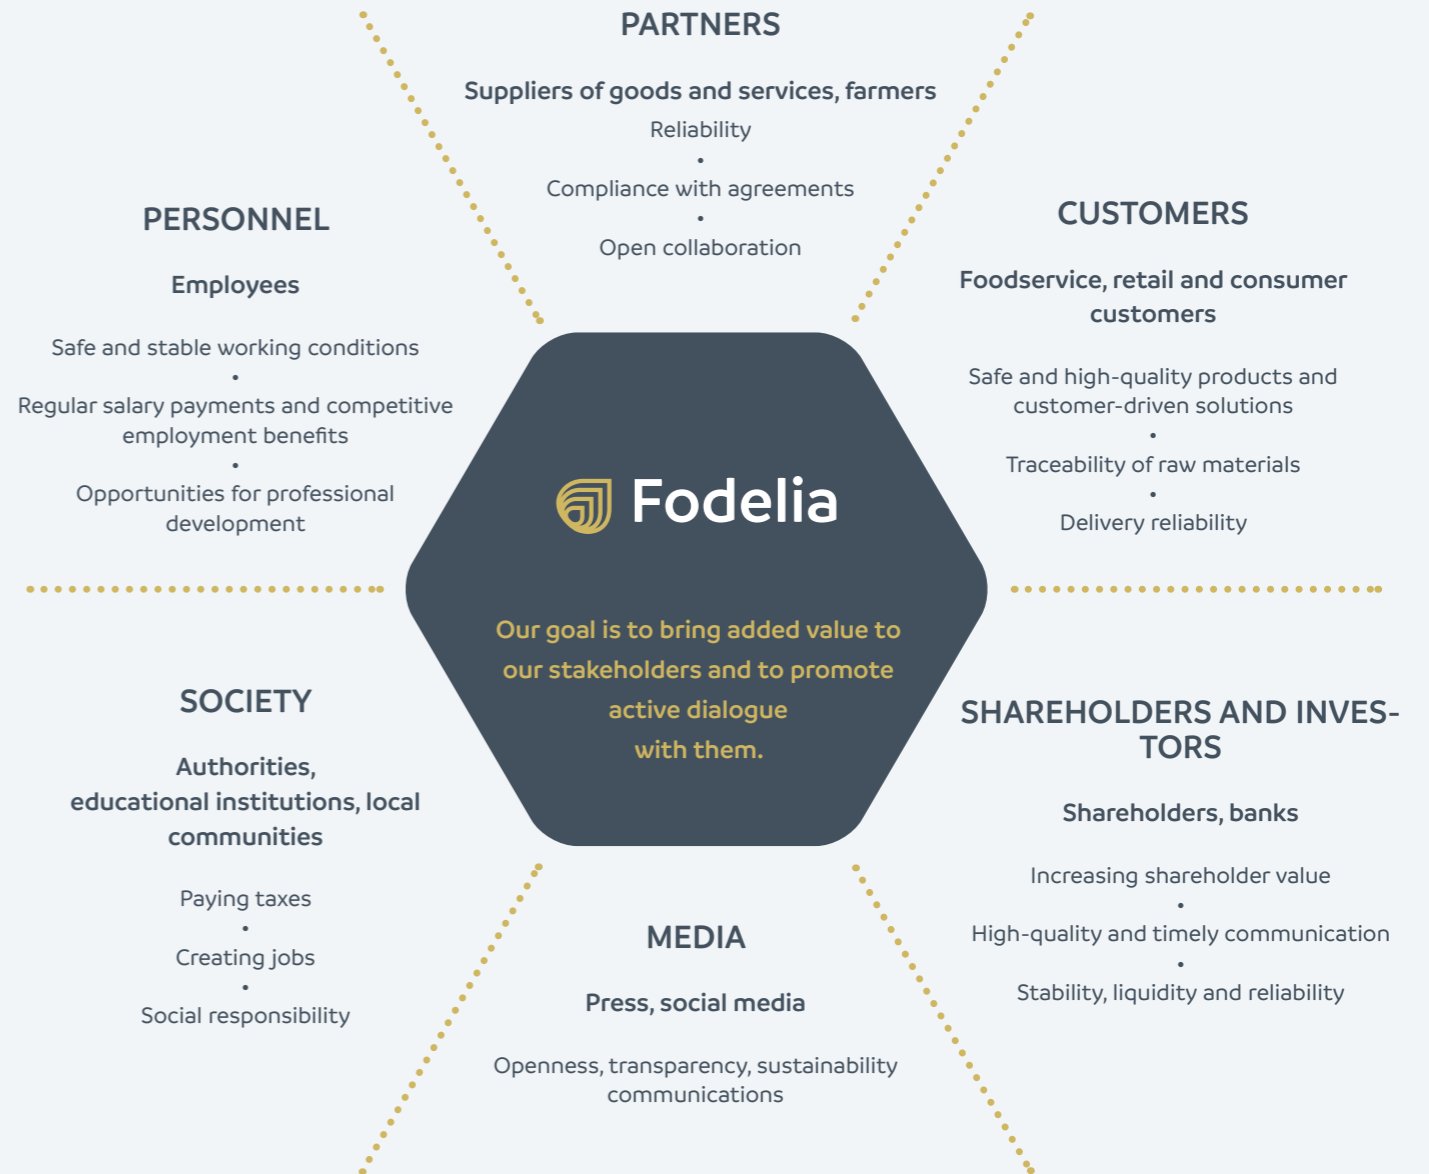 PARTNERS
Suppliers of goods and services, farmers
Reliability
•
Compliance with agreements
•
Open collaboration
PERSONNEL
Employees
Safe and stable working conditions
•
Regular salary payments and competitive
employment benefits
•
Opportunities for professional
development
CUSTOMERS
Foodservice, retail and consumer
customers
Safe and high-quality products and
customer-driven solutions
•
Traceability of raw materials
•
Delivery reliability
Fodelia
Our goal is to bring added value to
our stakeholders and to promote
active dialogue
with them.
SOCIETY
Authorities,
educational institutions, local
communities
Paying taxes
•
Creating jobs
•
Social responsibility
MEDIA
Press, social media
Openness, transparency, sustainability
communications
SHAREHOLDERS AND INVES-
TORS
Shareholders, banks
Increasing shareholder value
•
High-quality and timely communication
•
Stability, liquidity and reliability